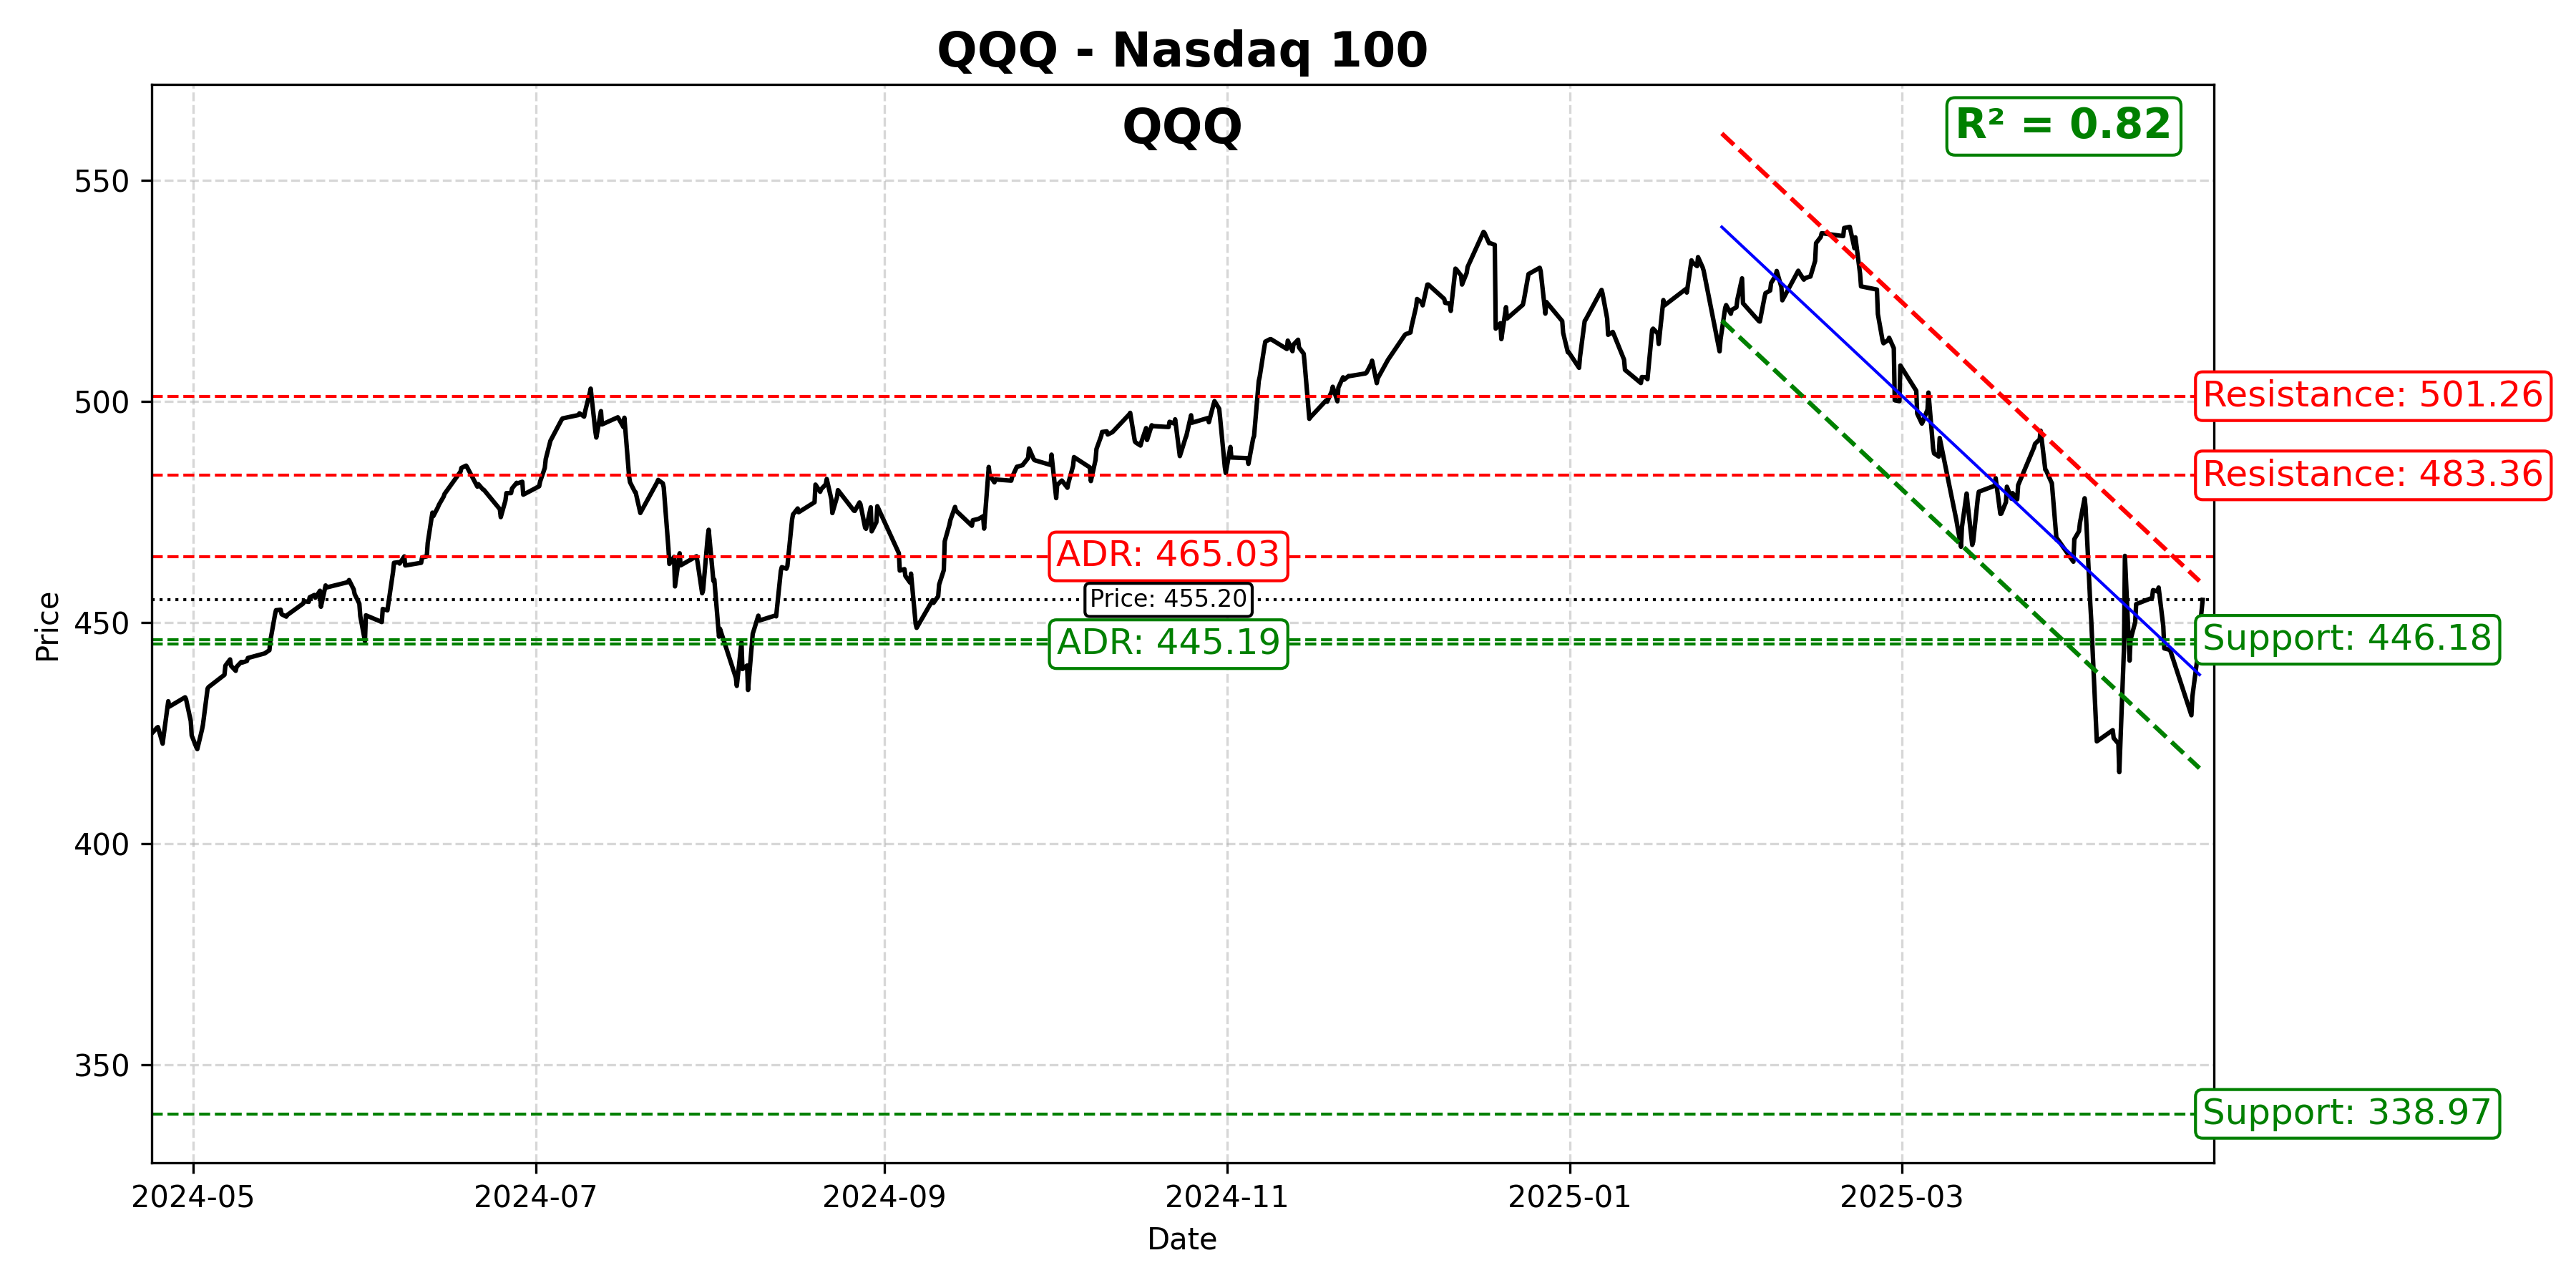 QQQ - Nasdaq 100
QQQ
R² = 0.82
550
500
450
400
350
Price
Resistance: 501.26
Resistance: 483.36
ADR: 465.03
Price: 455.20
ADR: 445.19
Support: 446.18
Support: 338.97
2024-05
2024-07
2024-09
2024-11
2025-01
2025-03
Date